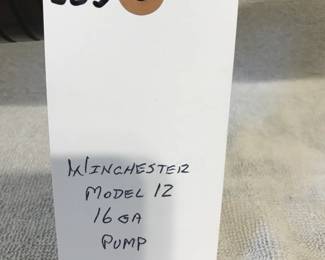 WINCHESTER
MODEL 12
16 GA
PUMP